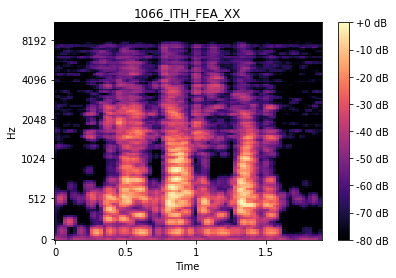 1066_ITH_FEA_XX
+0 dB
8192
-10 dB
4096
-20 dB
-30 dB
2048
Hz
-40 dB
1024
-50 dB
512
-60 dB
-70 dB
0
-80 dB
0
0.5
1
1.5
Time